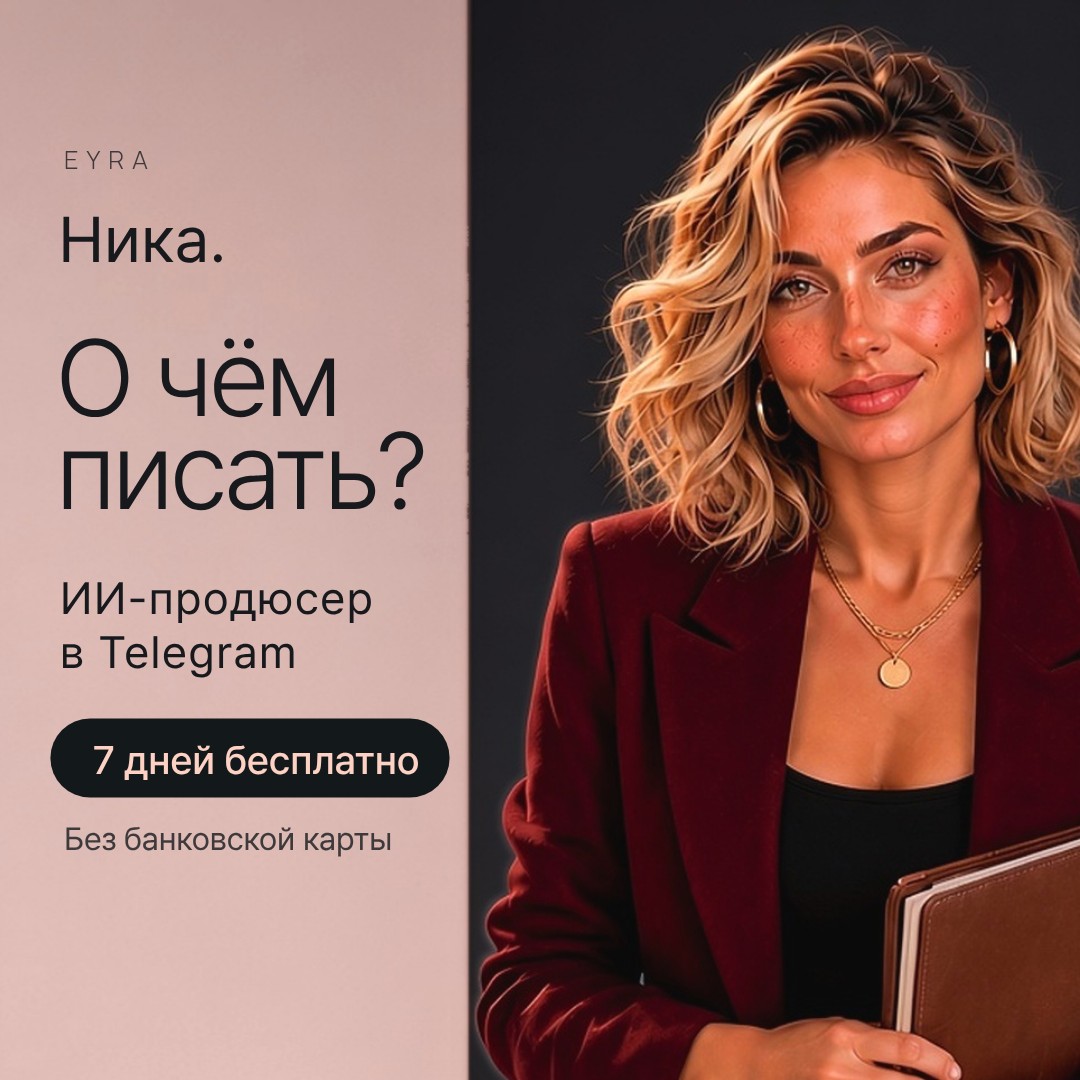 EYRA
Ника.
О чём
писать?
ИИ-продюсер
в Telegram
7 дней бесплатно
Без банковской карты